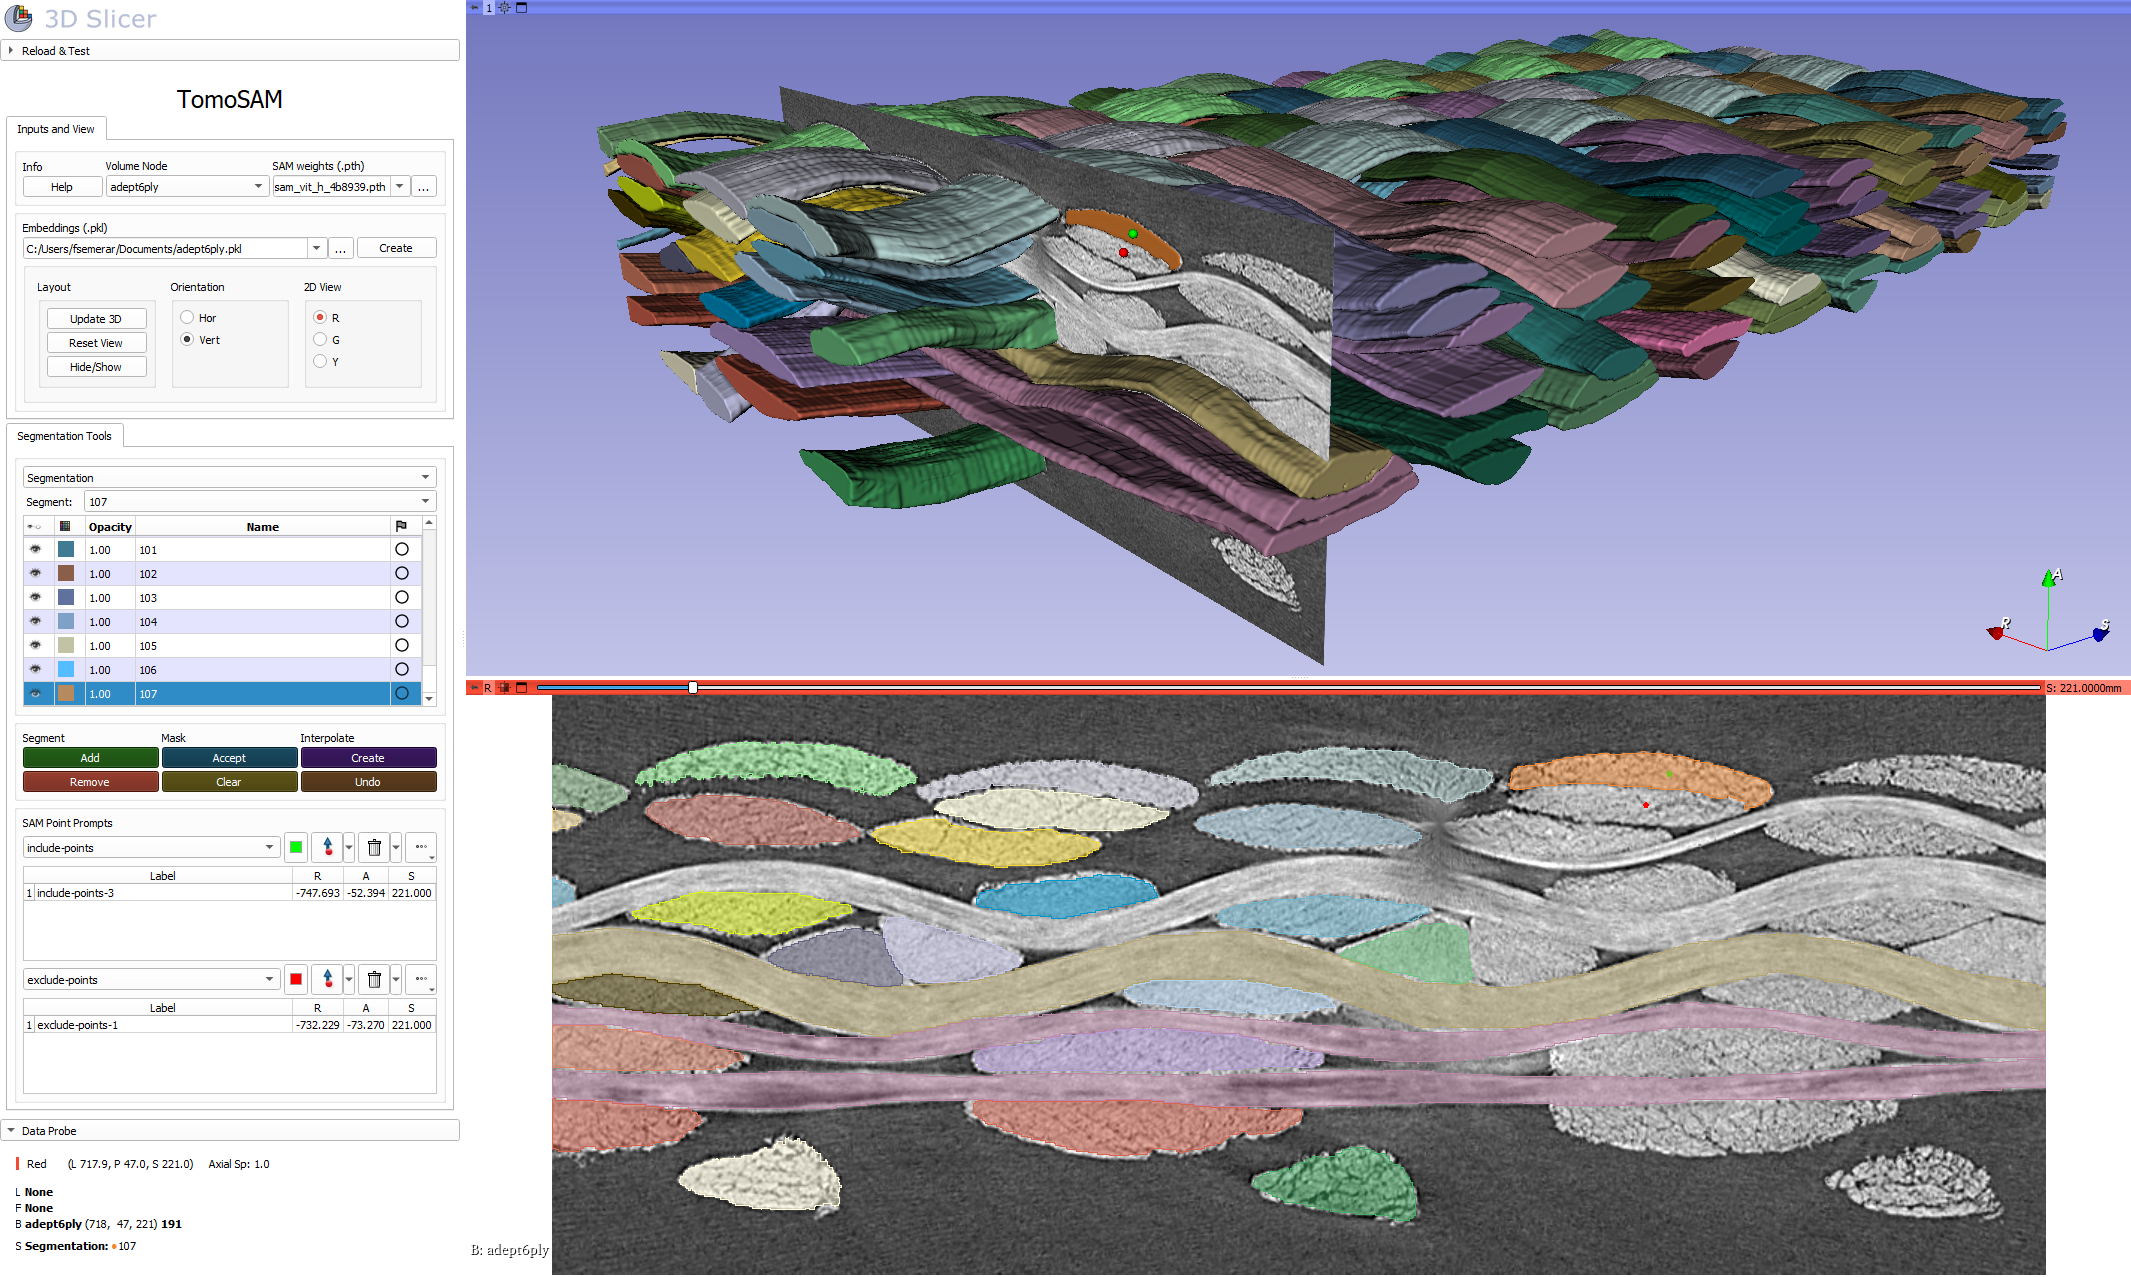 3D Slicer
Reload & Test
TomoSAM
Inputs and View
Info
Volume Node
SAM weights (.pth)
Help
adept6ply
sam_vit_h_4b8939.pth
...
Embeddings (.pkl)
C:/Users/fsemerar/Documents/adept6ply.pkl
...
Create
Layout
Orientation
2D View
Update 3D
Hor
R
Reset View
Vert
G
Hide/Show
Y
Segmentation Tools
Segmentation
Segment:
107
Opacity
Name
1.00 101
1.00 102
1.00 103
1.00 104
1.00 105
1.00 106
1.00 107
Segment
Mask
Interpolate
Add
Accept
Create
Remove
Clear
Undo
SAM Point Prompts
include-points
Label R A S
1 include-points-3 -747.693 -52.394 221.000
exclude-points
Label R A S
1 exclude-points-1 -732.229 -73.270 221.000
Data Probe
Red (L 717.9, P 47.0, S 221.0) Axial Sp: 1.0
L None
F None
B adept6ply (718, 47, 221) 191
S Segmentation: 107
1
A
R
S
R
S: 221.0000mm
B: adept6ply